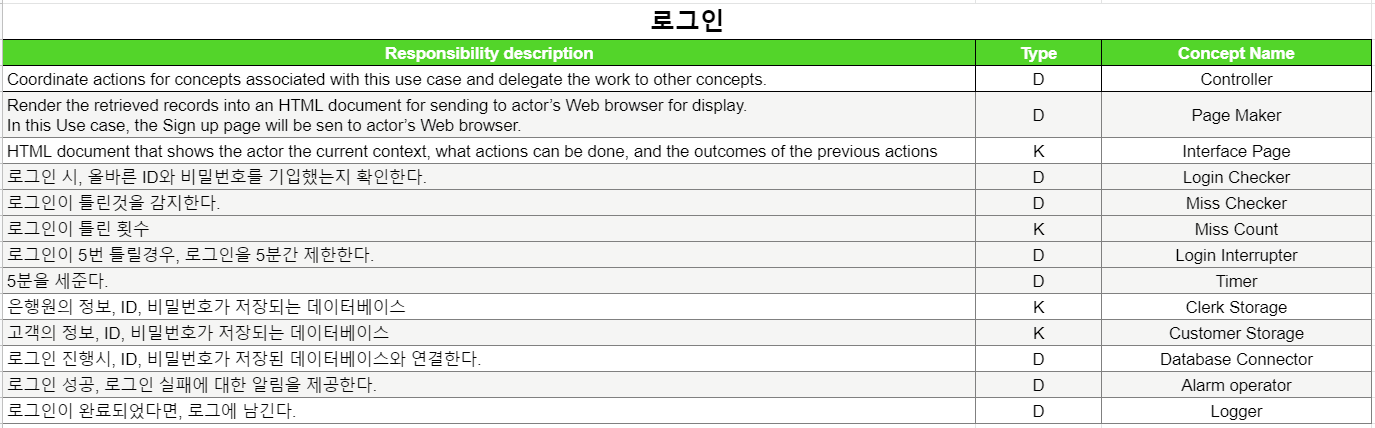 로그인
Responsibility description Type Concept Name
Coordinate actions for concepts associated with this use case and delegate the work to other concepts. D Controller
Render the retrieved records into an HTML document for sending to actor’s Web browser for display.
In this Use case, the Sign up page will be sen to actor’s Web browser. D Page Maker
HTML document that shows the actor the current context, what actions can be done, and the outcomes of the previous actions K Interface Page
로그인 시, 올바른 ID와 비밀번호를 기입했는지 확인한다. D Login Checker
로그인이 틀린것을 감지한다. D Miss Checker
로그인이 틀린 횟수 K Miss Count
로그인이 5번 틀릴경우, 로그인을 5분간 제한한다. D Login Interrupter
5분을 세준다. D Timer
은행원의 정보, ID, 비밀번호가 저장되는 데이터베이스 K Clerk Storage
고객의 정보, ID, 비밀번호가 저장되는 데이터베이스 K Customer Storage
로그인 진행시, ID, 비밀번호가 저장된 데이터베이스와 연결한다. D Database Connector
로그인 성공, 로그인 실패에 대한 알림을 제공한다. D Alarm operator
로그인이 완료되었다면, 로그에 남긴다. D Logger